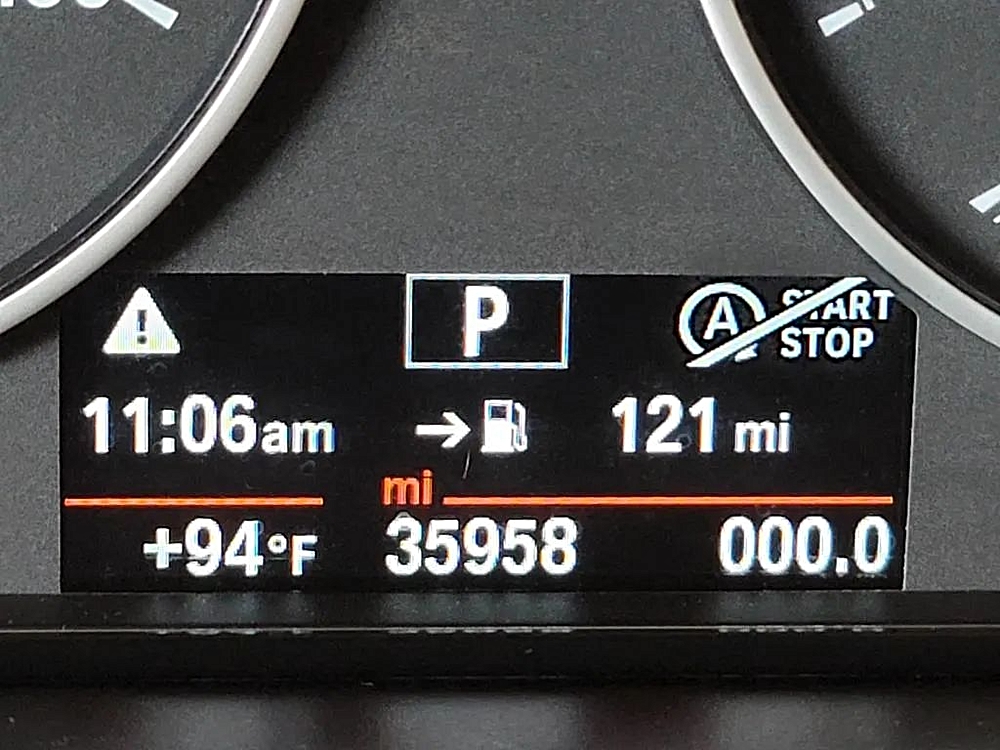 P
A START
STOP
11:06am 121 mi
mi
+94°F 35958 000.0